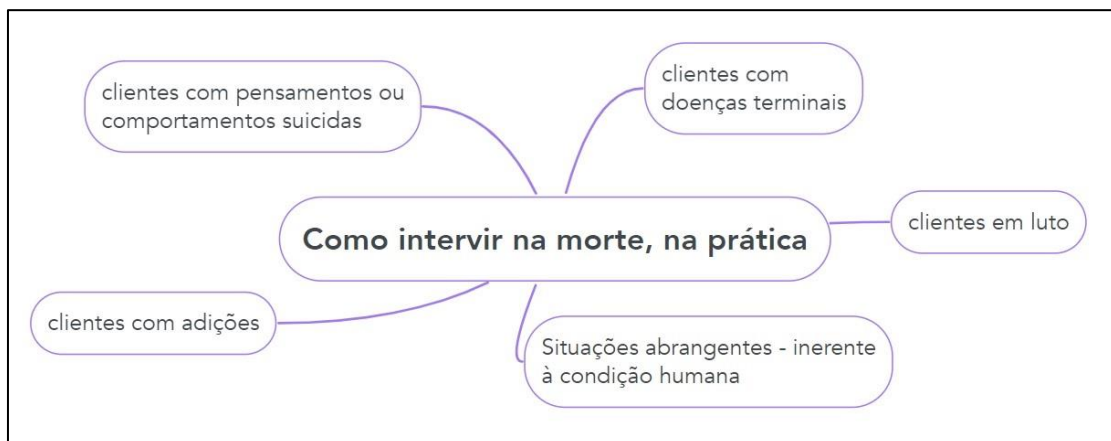 clientes com pensamentos ou
comportamentos suicidas
clientes com
doenças terminais
Como intervir na morte, na prática
clientes em luto
clientes com adições
Situações abrangentes - inerente
à condição humana